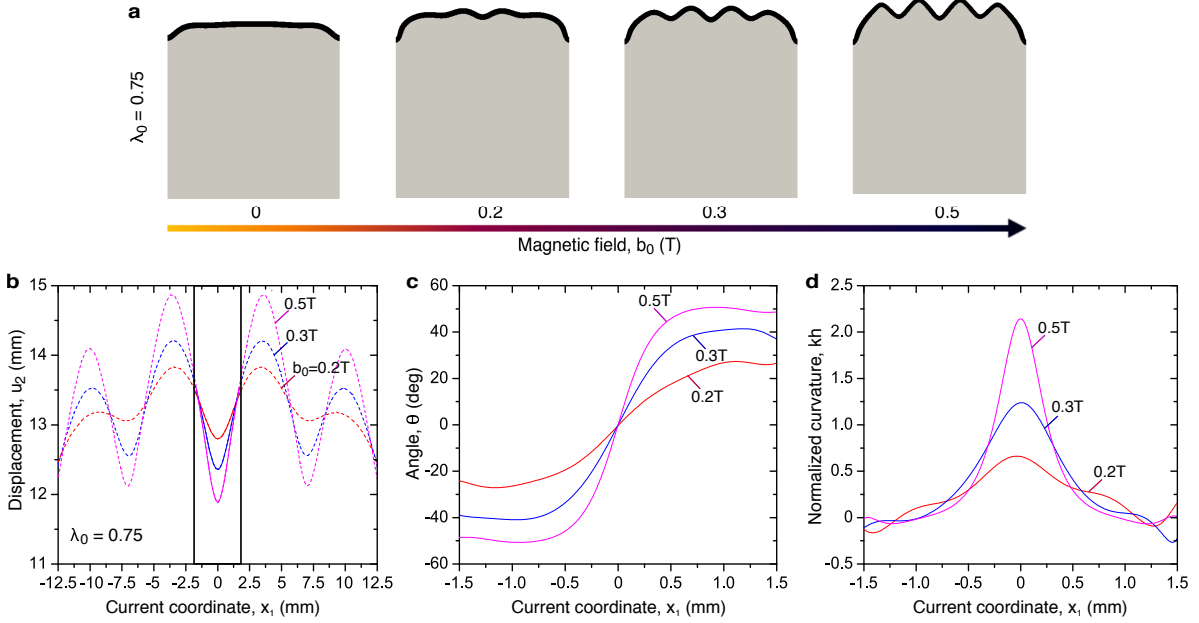 a
λ₀ = 0.75
0 0.2 0.3 0.5
Magnetic field, b₀ (T)
b
Displacement, u₂ (mm)
15
14
13
12
11
0.5T
0.3T
b₀=0.2T
λ₀ = 0.75
-12.5 -10 -7.5 -5 -2.5 0 2.5 5 7.5 10 12.5
Current coordinate, x₁ (mm)
c
Angle, θ (deg)
60
40
20
0
-20
-40
-60
0.5T
0.3T
0.2T
-1.5 -1.0 -0.5 0 0.5 1.0 1.5
Current coordinate, x₁ (mm)
d
Normalized curvature, kh
2.5
2.0
1.5
1.0
0.5
0
-0.5
0.5T
0.3T
0.2T
-1.5 -1.0 -0.5 0 0.5 1.0 1.5
Current coordinate, x₁ (mm)